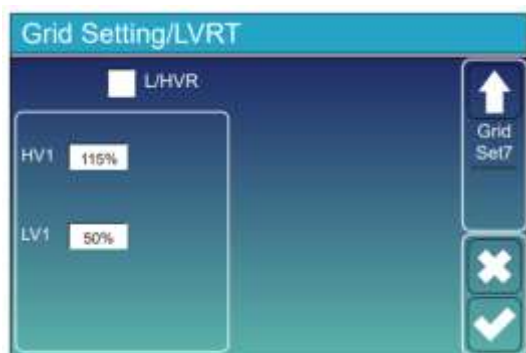 Grid Setting/LVRT
L/HVR
HV1 115%
LV1 50%
Grid
Set7